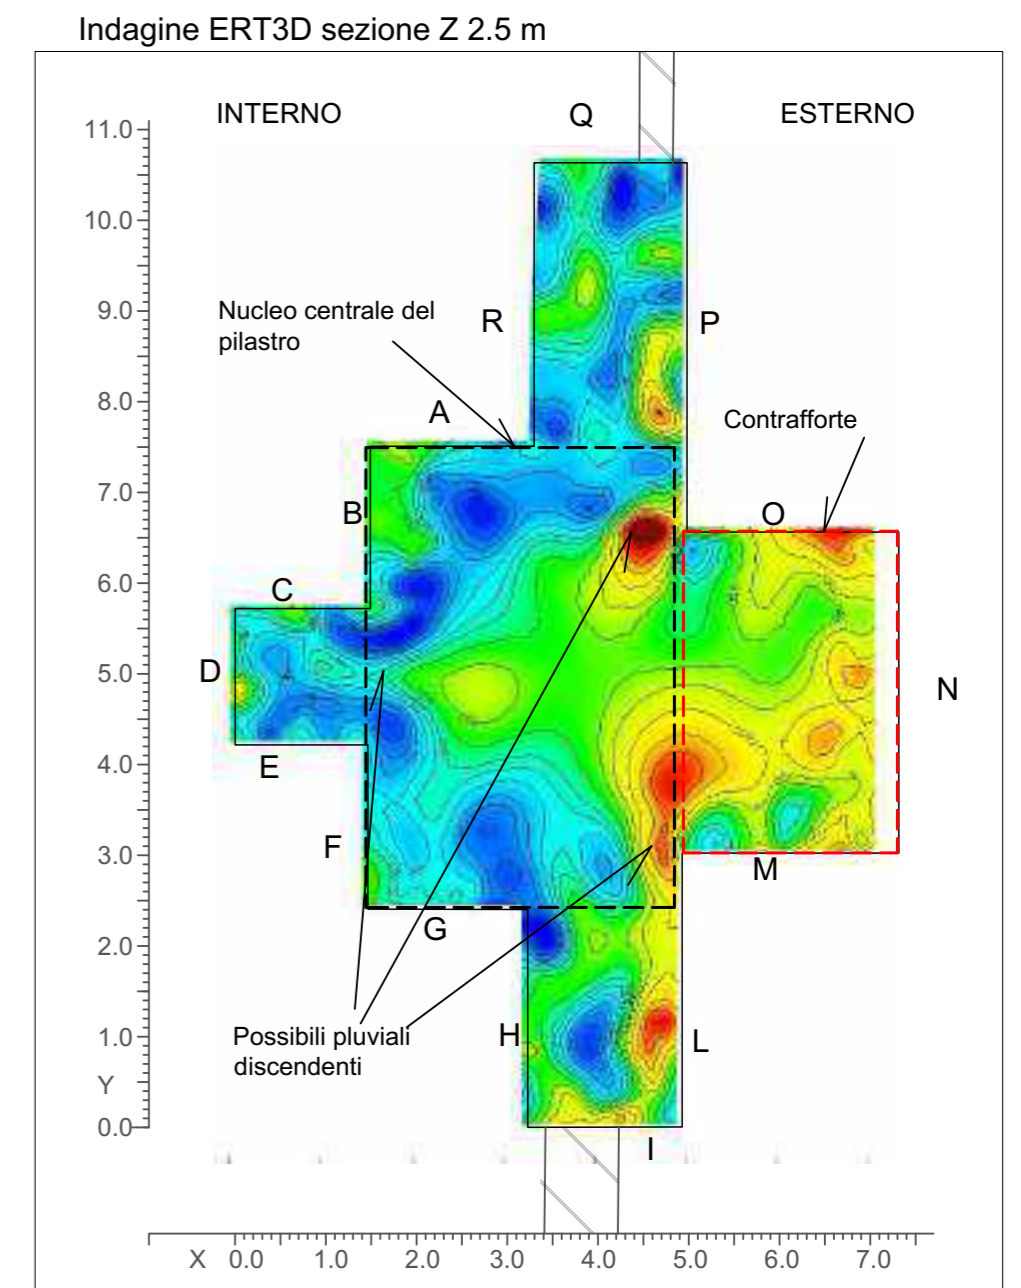 Indagine ERT3D sezione Z 2.5 m
INTERNO
Q
ESTERNO
11.0
10.0
Nucleo centrale del
pilastro
9.0
R
P
8.0
A
Contrafforte
7.0
B
O
6.0
C
5.0
D
N
4.0
E
3.0
F
M
2.0
G
Possibili pluviali
discendenti
1.0
H
L
Y
0.0
I
X 0.0 1.0 2.0 3.0 4.0 5.0 6.0 7.0